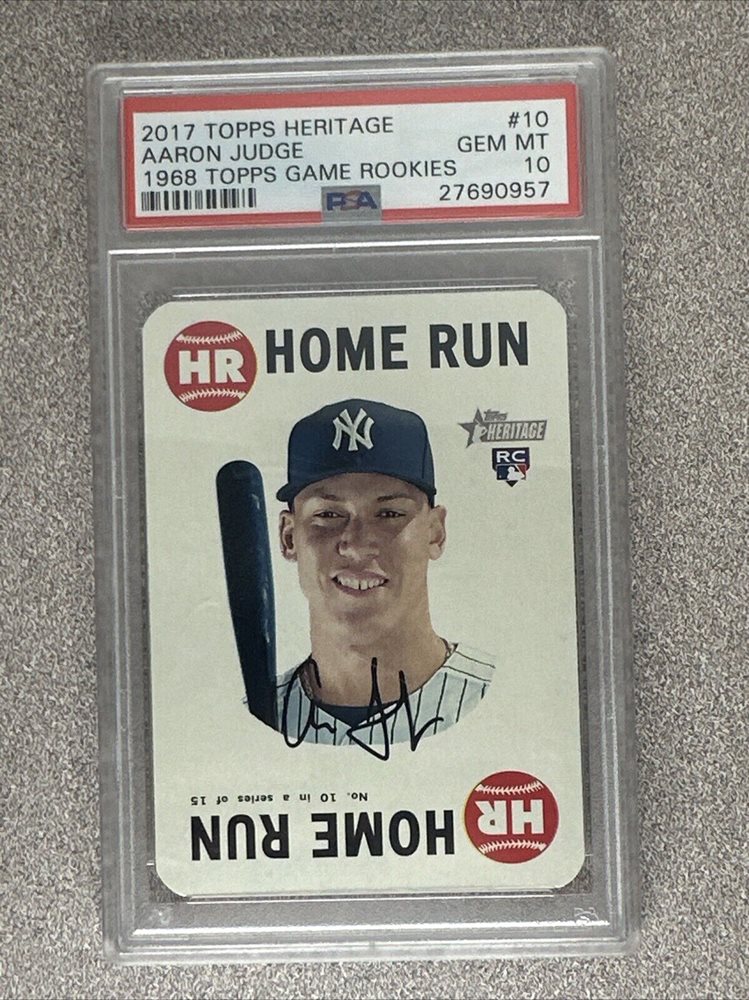 2017 TOPPS HERITAGE #10
AARON JUDGE GEM MT
1968 TOPPS GAME ROOKIES 10
PSA 27690957
HR HOME RUN
NY
Topps
HERITAGE
RC
No. 10 in a series of 15
HR HOME RUN